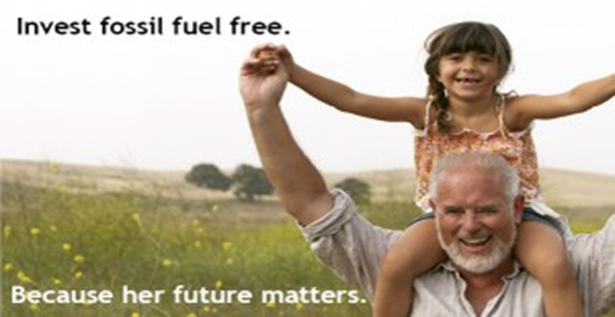 Invest fossil fuel free.
Because her future matters.